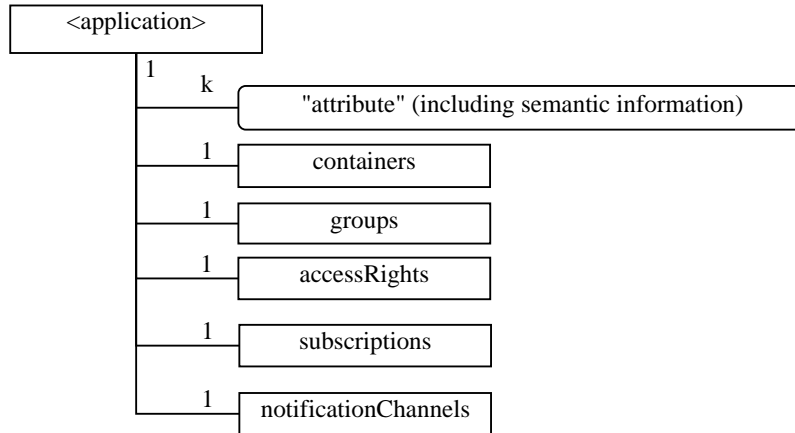 <application>
1
k
"attribute" (including semantic information)
1
containers
1
groups
1
accessRights
1
subscriptions
1
notificationChannels